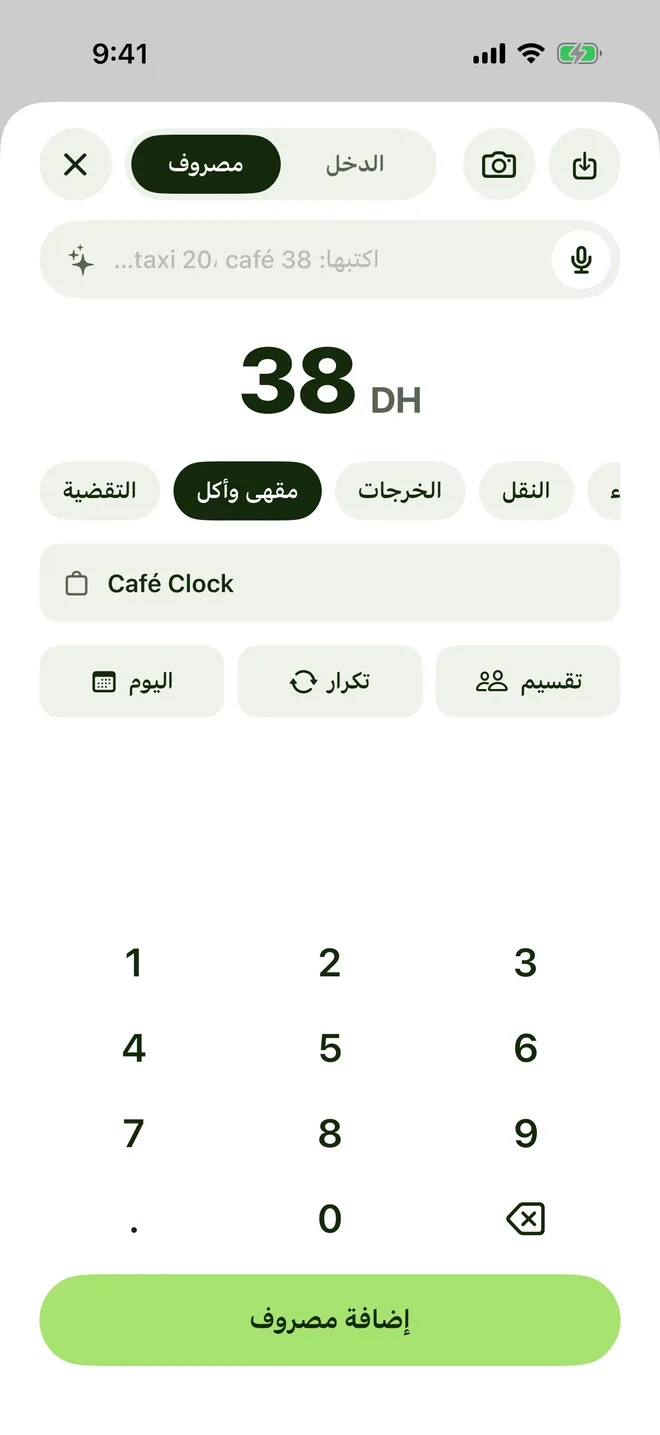 9:41
مصروف
الدخل
اكتبها: taxi 20، café 38...
38 DH
التقضية
مقهى وأكل
الخرجات
النقل
ء
Café Clock
اليوم
تكرار
تقسيم
1 2 3
4 5 6
7 8 9
. 0
إضافة مصروف